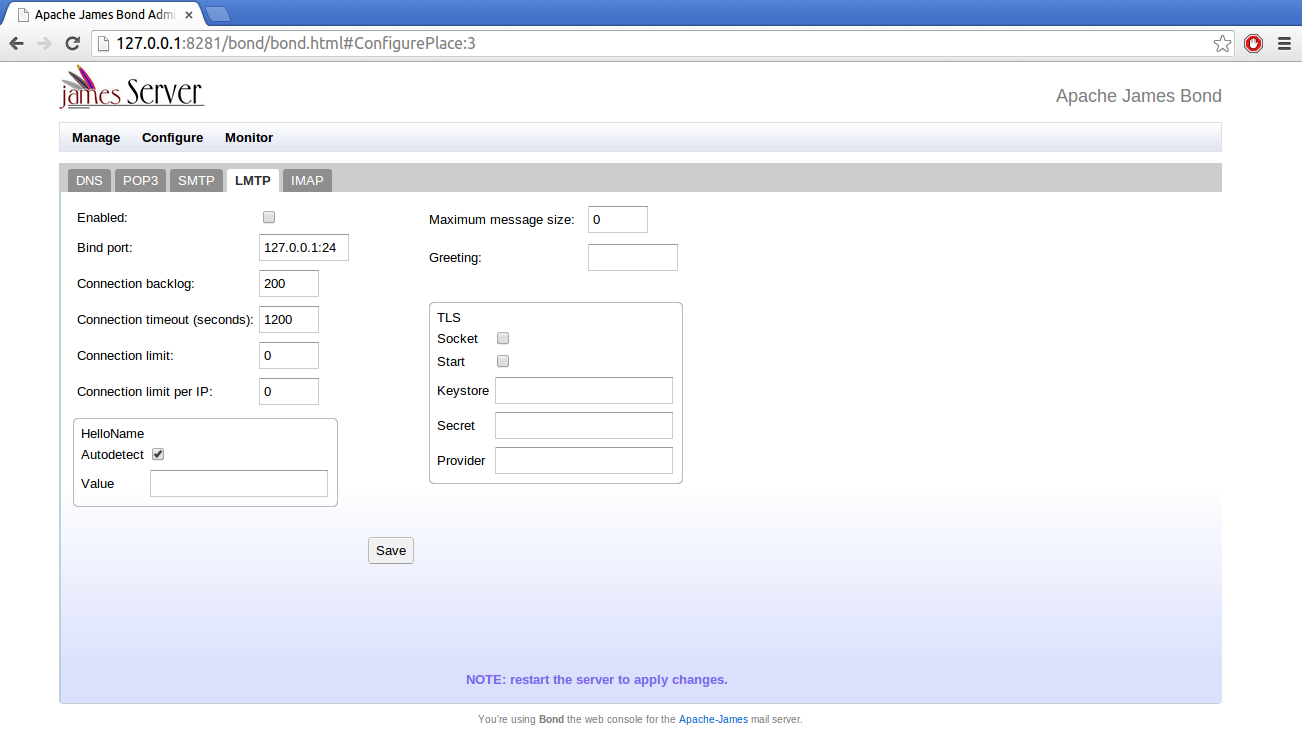 Apache James Bond Admi
127.0.0.1:8281/bond/bond.html#ConfigurePlace:3
james Server
Apache James Bond
Manage Configure Monitor
DNS POP3 SMTP LMTP IMAP
Enabled:
Bind port: 127.0.0.1:24
Connection backlog: 200
Connection timeout (seconds): 1200
Connection limit: 0
Connection limit per IP: 0
HelloName
Autodetect
Value
Maximum message size: 0
Greeting:
TLS
Socket
Start
Keystore
Secret
Provider
Save
NOTE: restart the server to apply changes.
You're using Bond the web console for the Apache-James mail server.